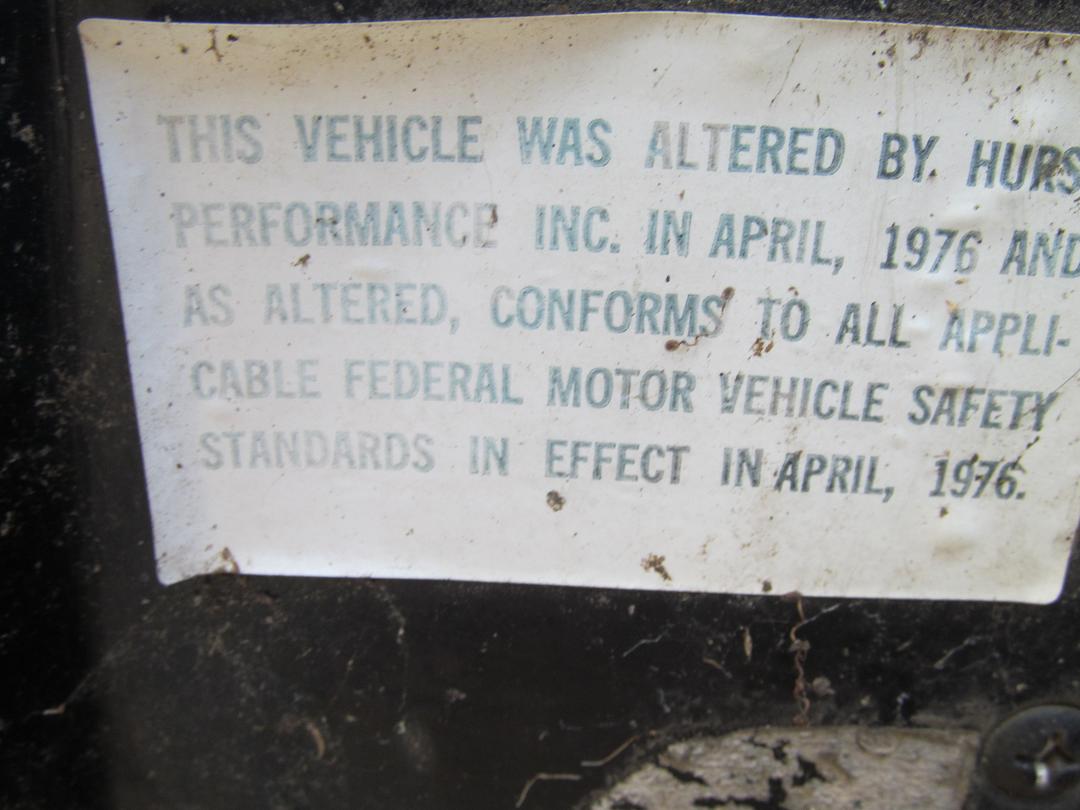 THIS VEHICLE WAS ALTERED BY. HURS
PERFORMANCE INC. IN APRIL, 1976 AND
AS ALTERED, CONFORMS TO ALL APPLI-
CABLE FEDERAL MOTOR VEHICLE SAFETY
STANDARDS IN EFFECT IN APRIL, 1976.